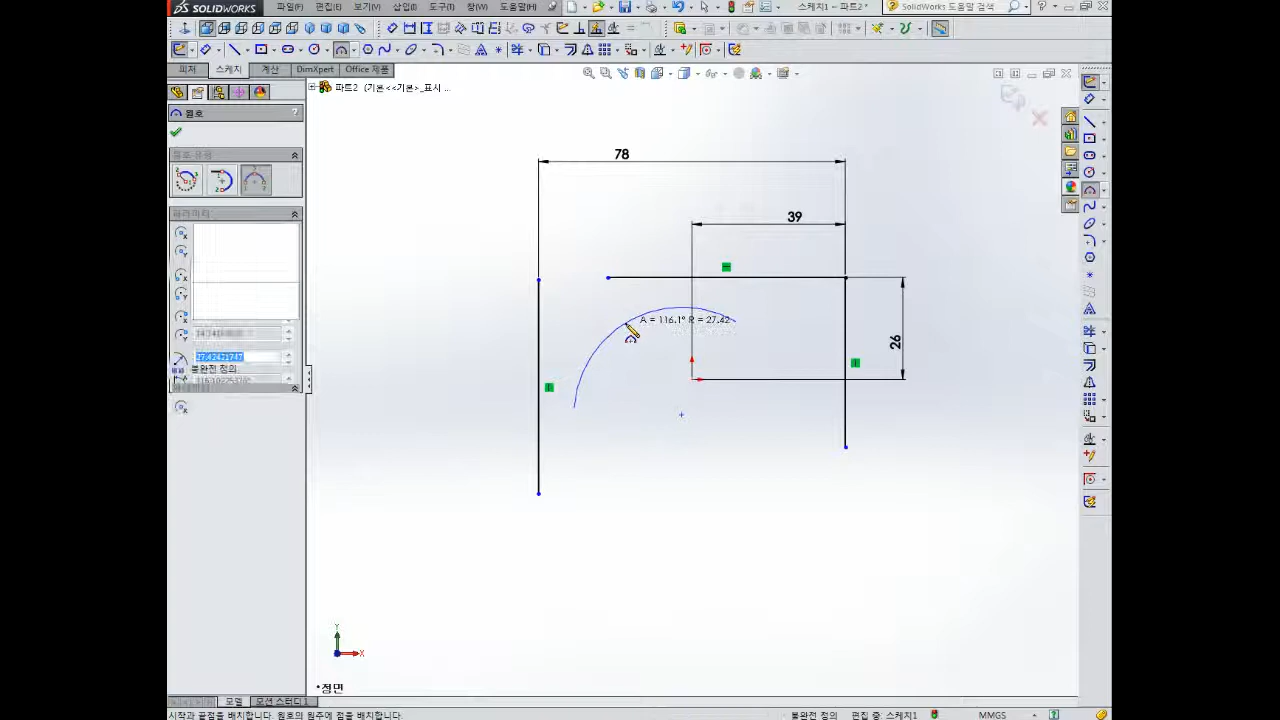 SOLIDWORKS 파일(F) 편집(E) 보기(V) 삽입(I) 도구(T) 창(W) 도움말(H) 스케치1 – 파트2 * SolidWorks 도움말 검색
피처 스케치 계산 DimXpert Office 제품
파트2 (기본<<기본>_표시 ...
원호
?
78
39
26
A = 116.1° R = 27.42
27.42421747
불완전 정의
Y
X
*정면
모델 모션 스터디 1
시작과 끝점을 배치합니다. 원호의 원주에 점을 배치합니다. 불완전 정의 편집 중: 스케치1 MMGS